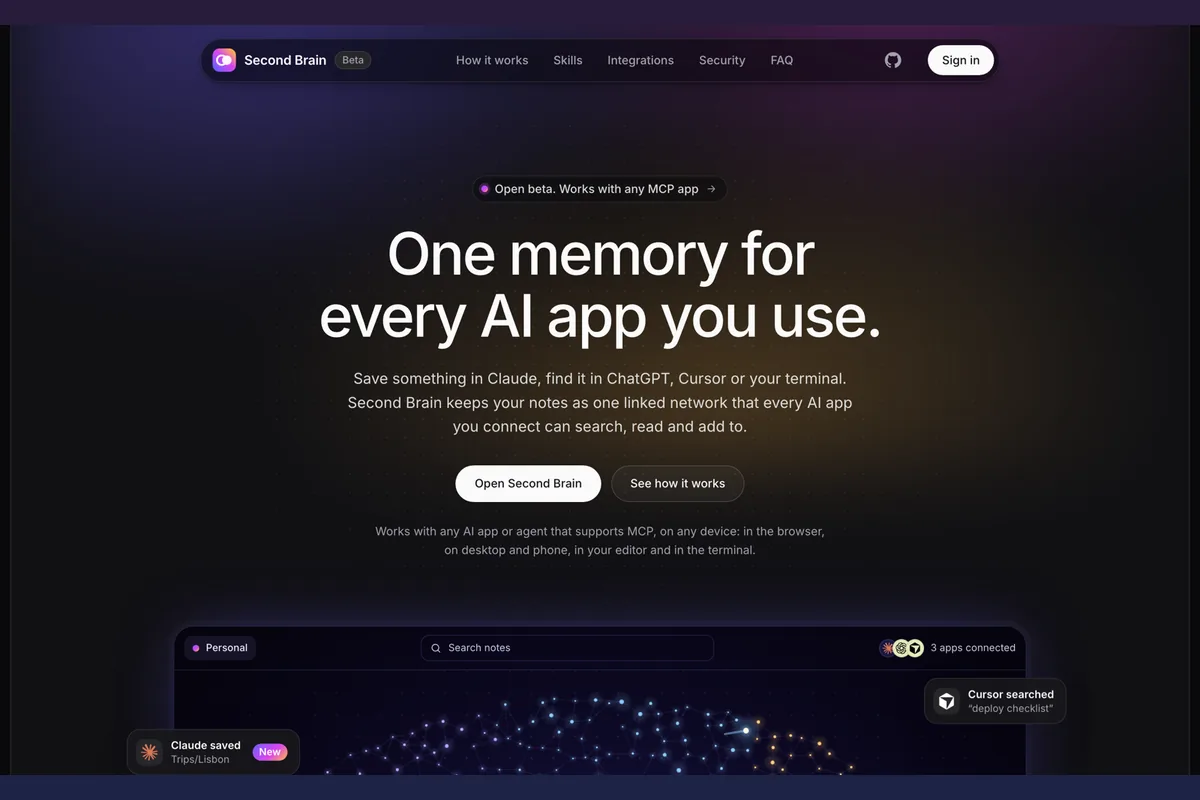 Second Brain
Beta
How it works
Skills
Integrations
Security
FAQ
Sign in
Open beta. Works with any MCP app →
One memory for
every AI app you use.
Save something in Claude, find it in ChatGPT, Cursor or your terminal.
Second Brain keeps your notes as one linked network that every AI app
you connect can search, read and add to.
Open Second Brain
See how it works
Works with any AI app or agent that supports MCP, on any device: in the browser,
on desktop and phone, in your editor and in the terminal.
Personal
Search notes
3 apps connected
Cursor searched
“deploy checklist”
Claude saved
Trips/Lisbon
New